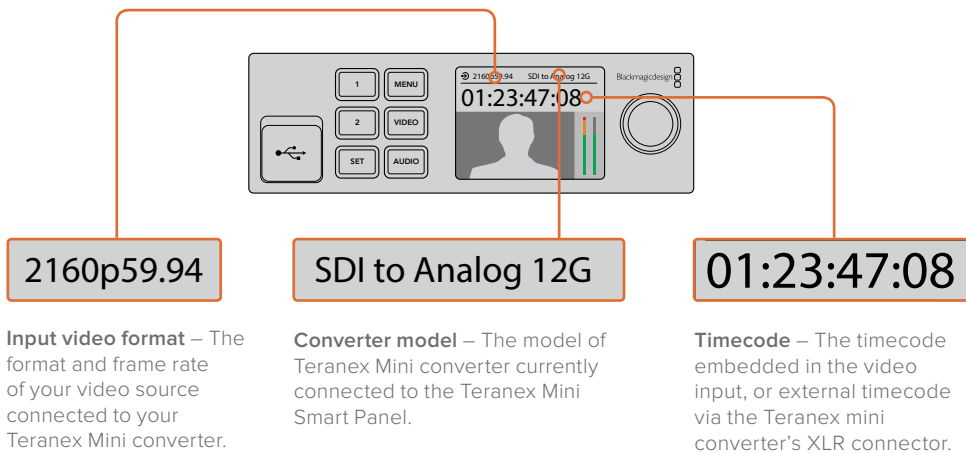 1
MENU
2
VIDEO
SET
AUDIO
2160p59.94 SDI to Analog 12G
01:23:47:08
Blackmagicdesign
2160p59.94
SDI to Analog 12G
01:23:47:08
Input video format – The
format and frame rate
of your video source
connected to your
Teranex Mini converter.
Converter model – The model of
Teranex Mini converter currently
connected to the Teranex Mini
Smart Panel.
Timecode – The timecode
embedded in the video
input, or external timecode
via the Teranex mini
converter’s XLR connector.